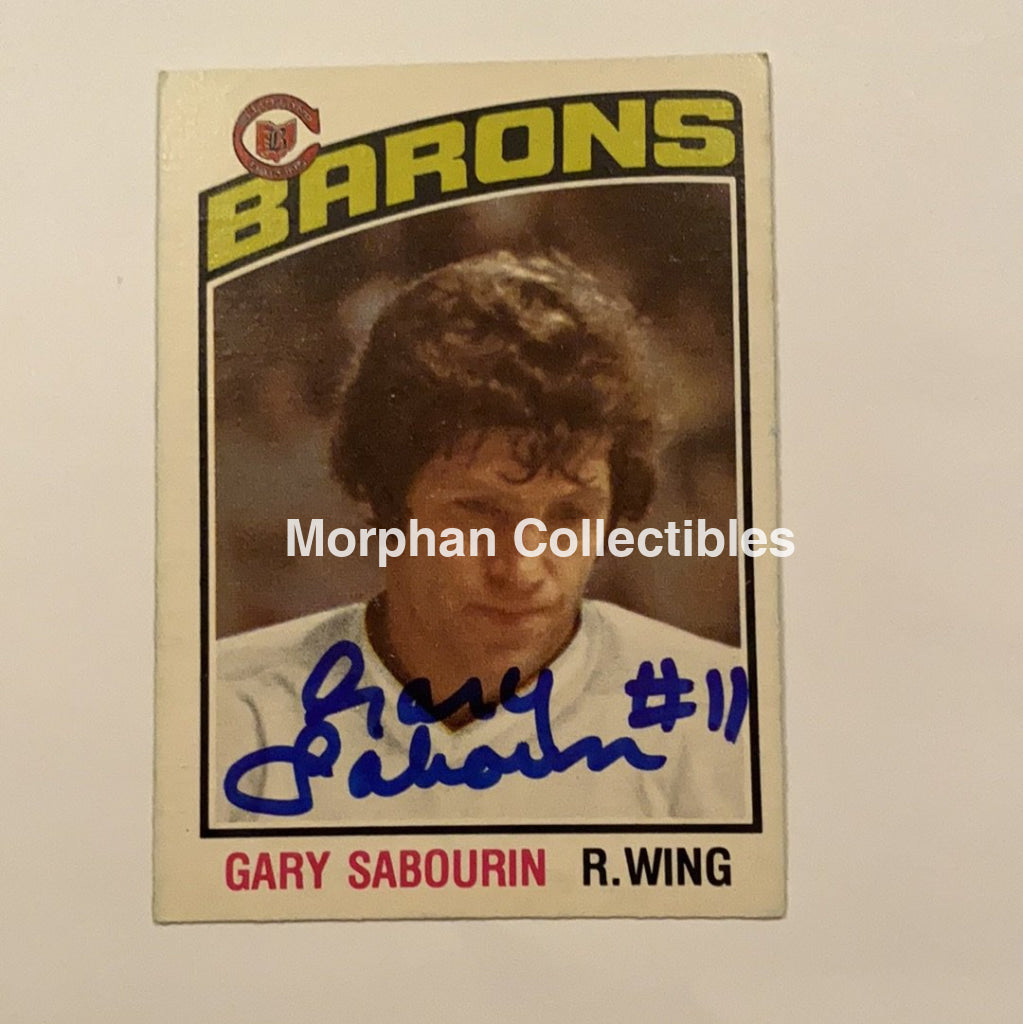 BARONS
B
Morphan Collectibles
Gary #11
Sabourin
GARY SABOURIN R.WING